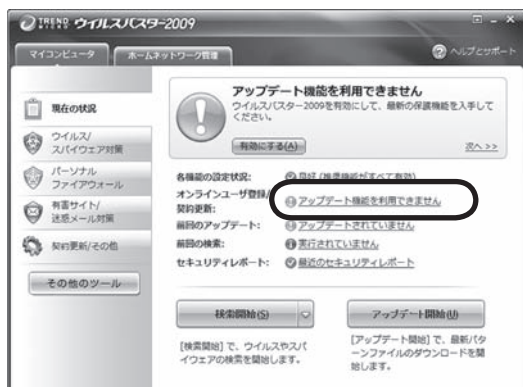 TREND MICRO ウイルスバスター2009
マイコンピュータ
ホームネットワーク管理
ヘルプとサポート
現在の状況
ウイルス/
スパイウェア対策
パーソナル
ファイアウォール
有害サイト/
迷惑メール対策
契約更新/その他
その他のツール
アップデート機能を利用できません
ウイルスバスター2009を有効にして、最新の保護機能を入手して
ください。
有効にする(A)
次へ>>
各機能の設定状況:
良好 (推奨機能がすべて有効)
オンラインユーザ登録/
契約更新:
アップデート機能を利用できません
前回のアップデート:
アップデートされていません
前回の検索:
実行されていません
セキュリティレポート:
最近のセキュリティレポート
検索開始(S)
アップデート開始(U)
[検索開始] で、ウイルスやスパ
イウェアの検索を開始します。
[アップデート開始] で、最新パタ
ーンファイルのダウンロードを開
始します。